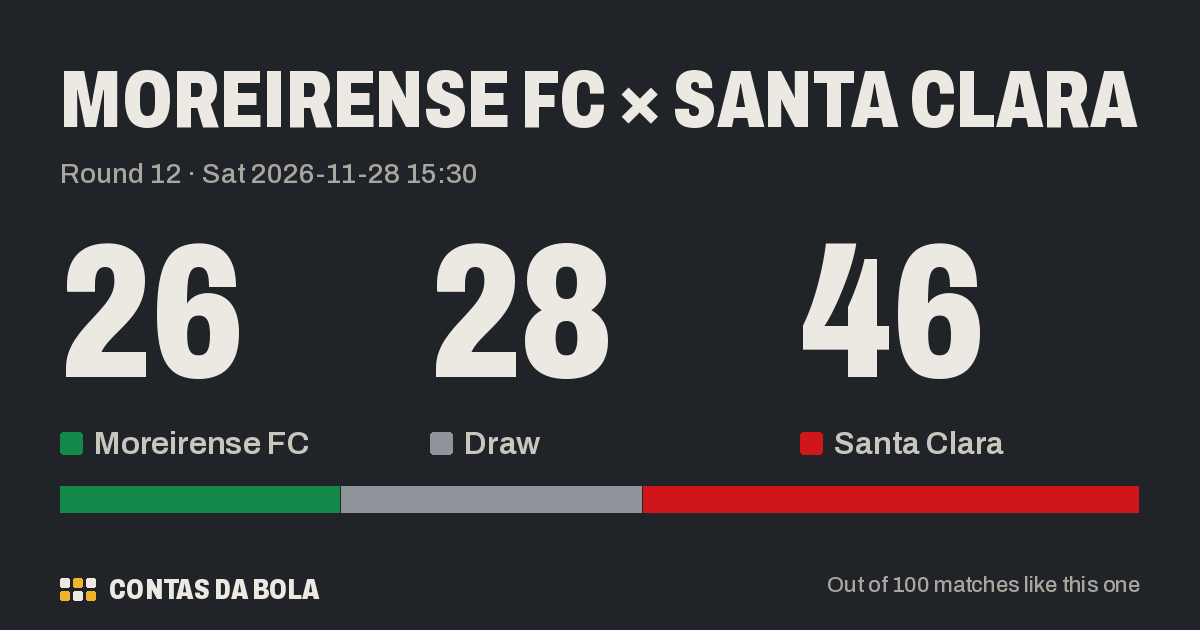 MOREIRENSE FC × SANTA CLARA
Round 12 · Sat 2026-11-28 15:30
26 28 46
Moreirense FC Draw Santa Clara
CONTAS DA BOLA
Out of 100 matches like this one